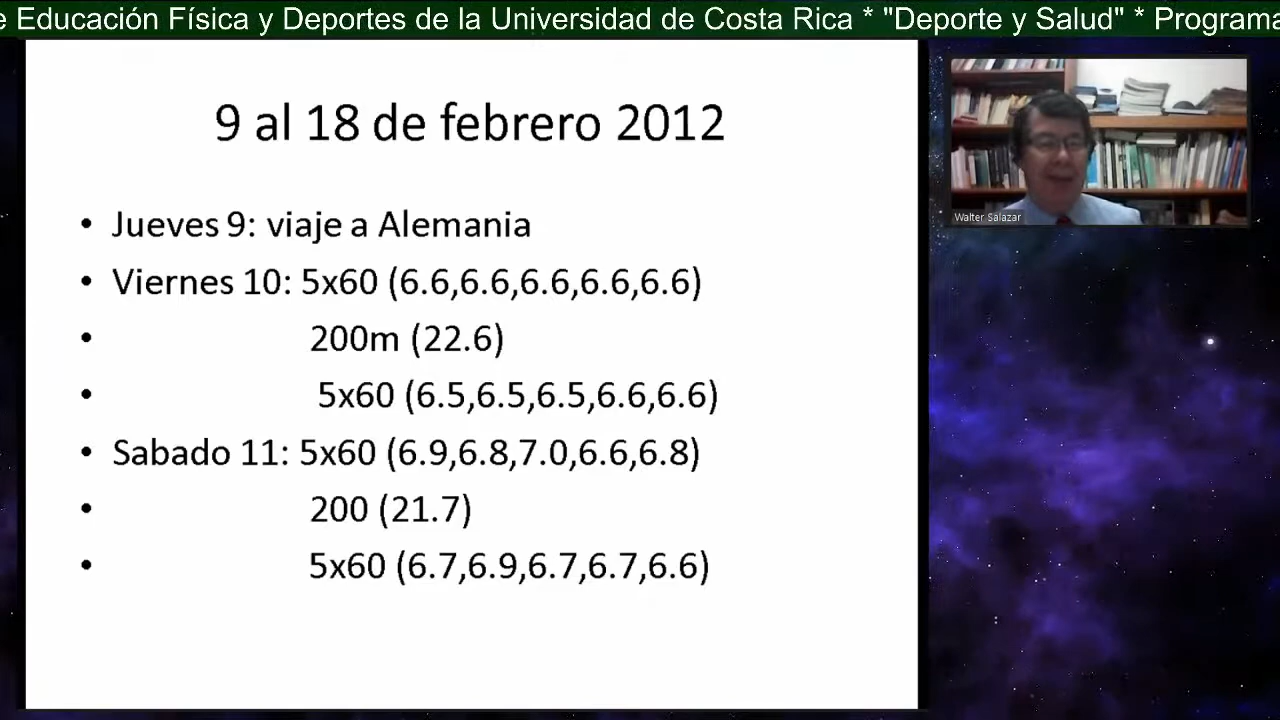 e Educación Física y Deportes de la Universidad de Costa Rica * "Deporte y Salud" * Programa
9 al 18 de febrero 2012
• Jueves 9: viaje a Alemania
• Viernes 10: 5x60 (6.6,6.6,6.6,6.6,6.6)
• 200m (22.6)
• 5x60 (6.5,6.5,6.5,6.6,6.6)
• Sabado 11: 5x60 (6.9,6.8,7.0,6.6,6.8)
• 200 (21.7)
• 5x60 (6.7,6.9,6.7,6.7,6.6)
Walter Salazar